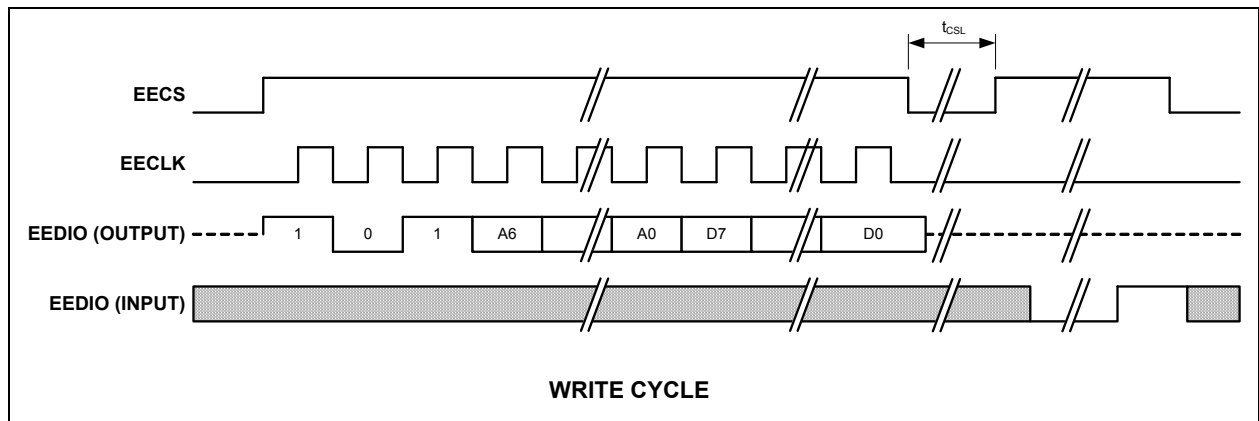 tCSL
EECS
EECLK
EEDIO (OUTPUT) 1 0 1 A6 A0 D7 D0
EEDIO (INPUT)
WRITE CYCLE